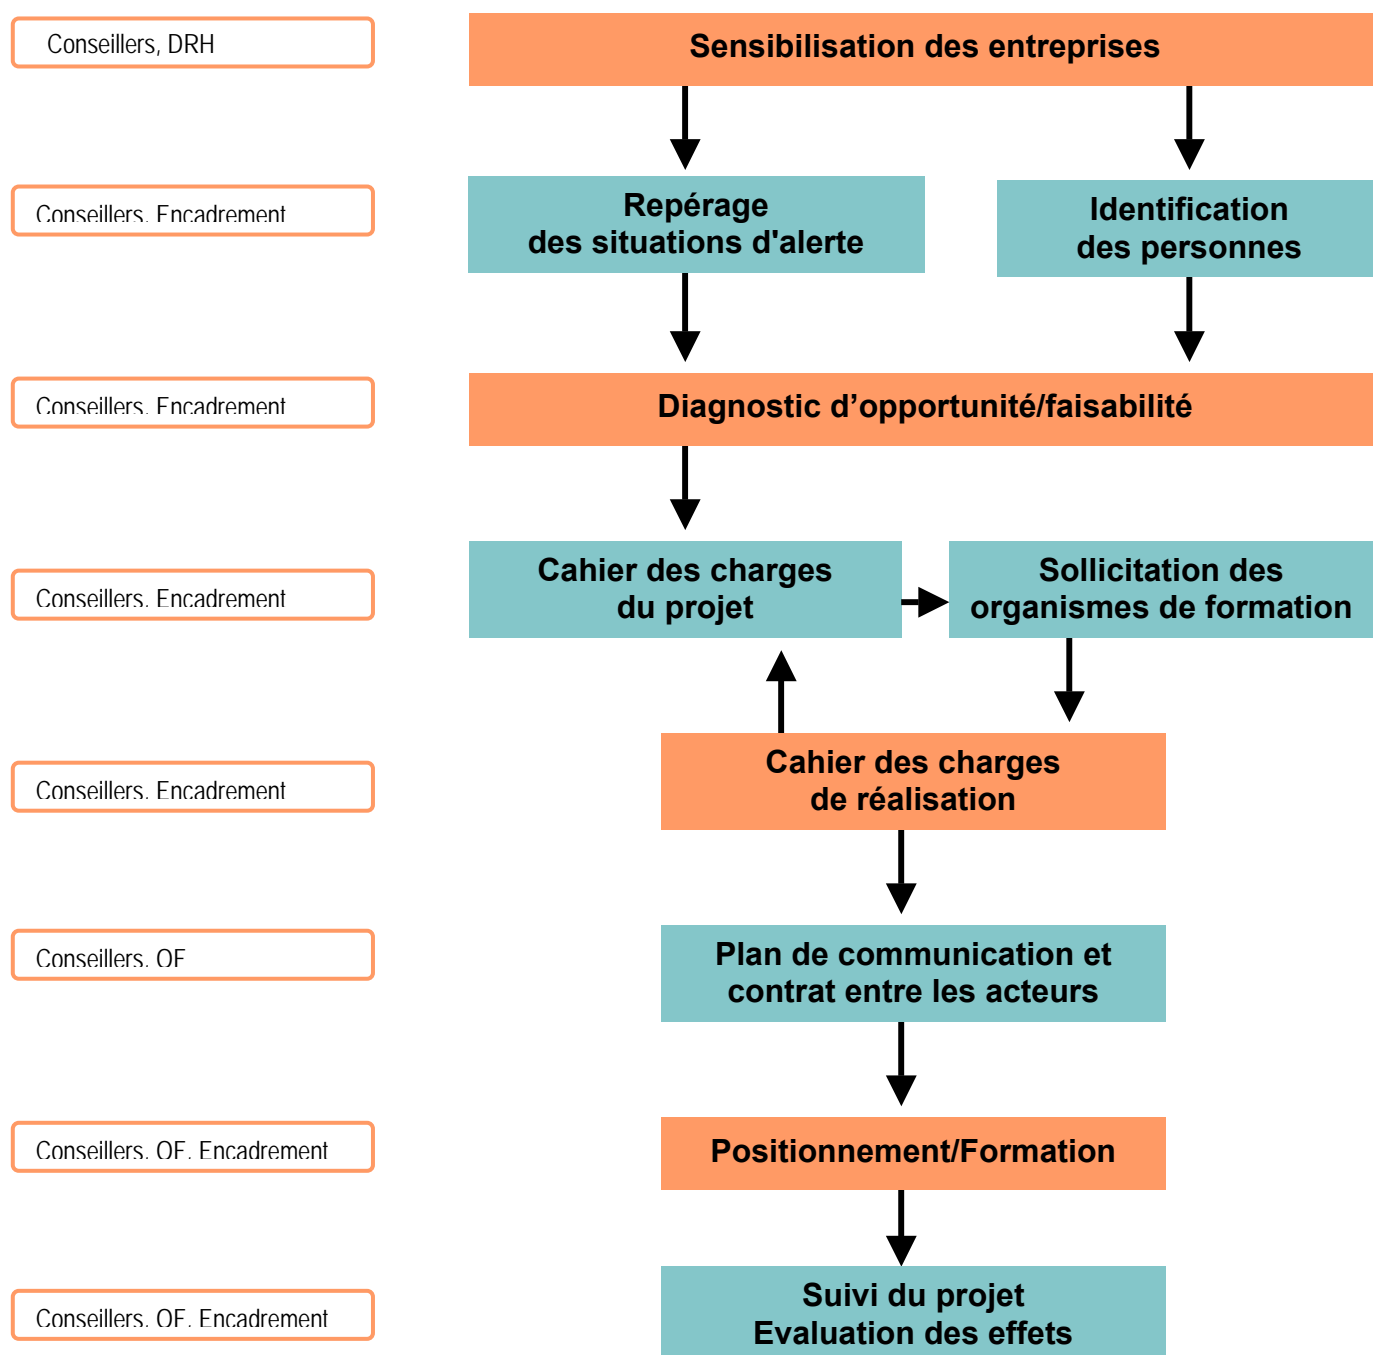 Conseillers, DRH
Sensibilisation des entreprises
Conseillers, Encadrement
Repérage
des situations d'alerte
Identification
des personnes
Conseillers, Encadrement
Diagnostic d’opportunité/faisabilité
Conseillers, Encadrement
Cahier des charges
du projet
Sollicitation des
organismes de formation
Conseillers, Encadrement
Cahier des charges
de réalisation
Conseillers, OF
Plan de communication et
contrat entre les acteurs
Conseillers, OF, Encadrement
Positionnement/Formation
Conseillers, OF, Encadrement
Suivi du projet
Evaluation des effets